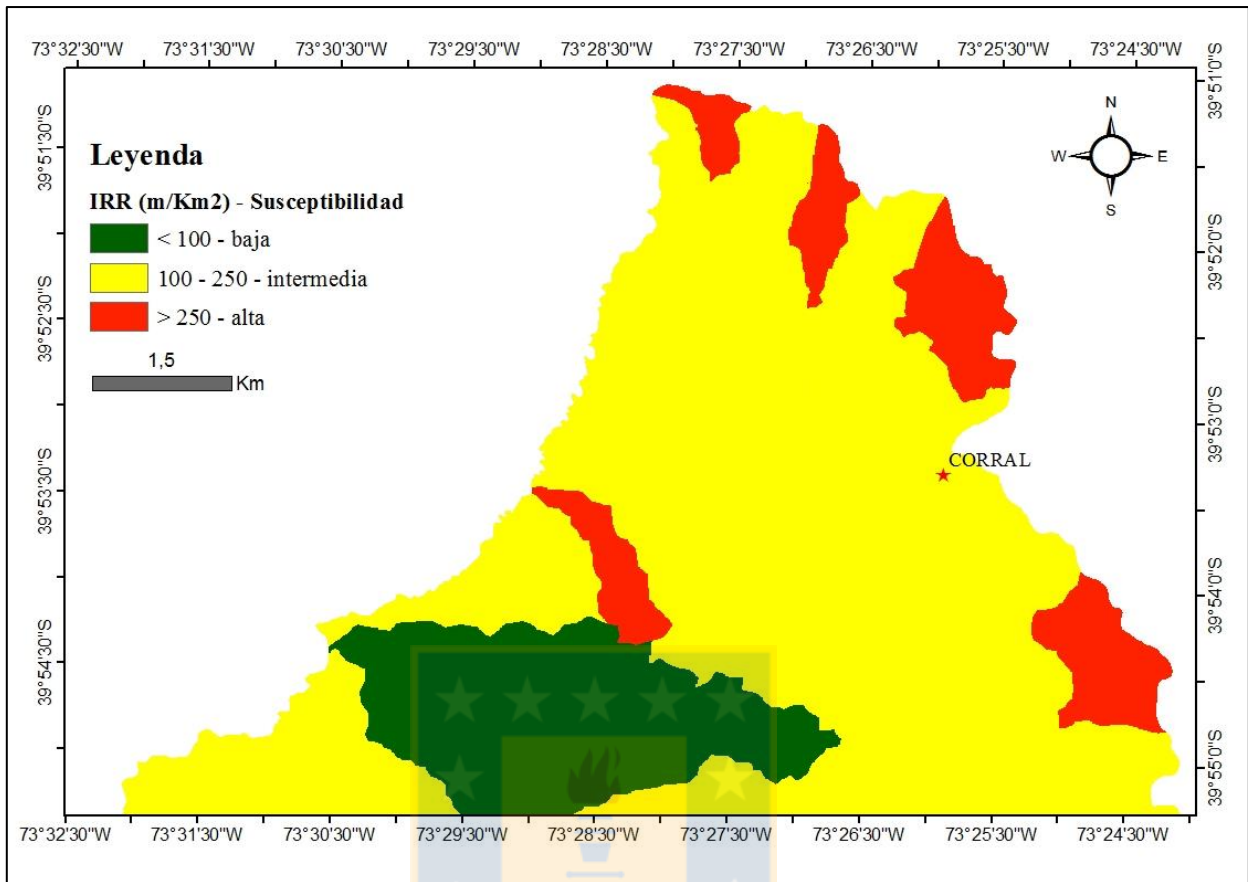 73°32'30"W 73°31'30"W 73°30'30"W 73°29'30"W 73°28'30"W 73°27'30"W 73°26'30"W 73°25'30"W 73°24'30"W
39°51'0"S
39°51'30"S
39°52'0"S
39°52'30"S
39°53'0"S
39°53'30"S
39°54'0"S
39°54'30"S
39°55'0"S
N
W E
S
Leyenda
IRR (m/Km2) - Susceptibilidad
< 100 - baja
100 - 250 - intermedia
> 250 - alta
1,5
Km
CORRAL
73°32'30"W 73°31'30"W 73°30'30"W 73°29'30"W 73°28'30"W 73°27'30"W 73°26'30"W 73°25'30"W 73°24'30"W